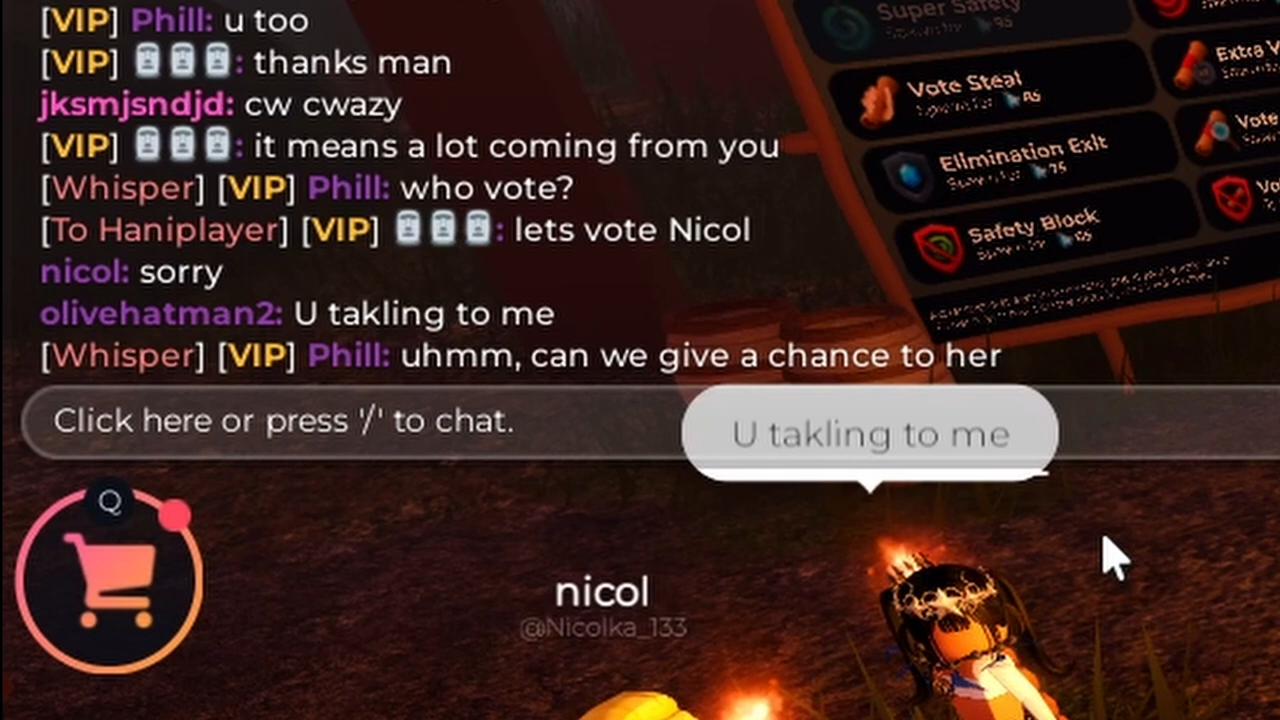 [VIP] Phill: u too
[VIP] 🗿🗿🗿: thanks man
jksmjsndjd: cw cwazy
[VIP] 🗿🗿🗿: it means a lot coming from you
[Whisper] [VIP] Phill: who vote?
[To Haniplayer] [VIP] 🗿🗿🗿: lets vote Nicol
nicol: sorry
olivehatman2: U takling to me
[Whisper] [VIP] Phill: uhmm, can we give a chance to her
Click here or press '/' to chat.
U takling to me
Q
nicol
@Nicolka_133
Super Safety
Vote Steal
Extra V
Elimination Exit
Vote
Safety Block